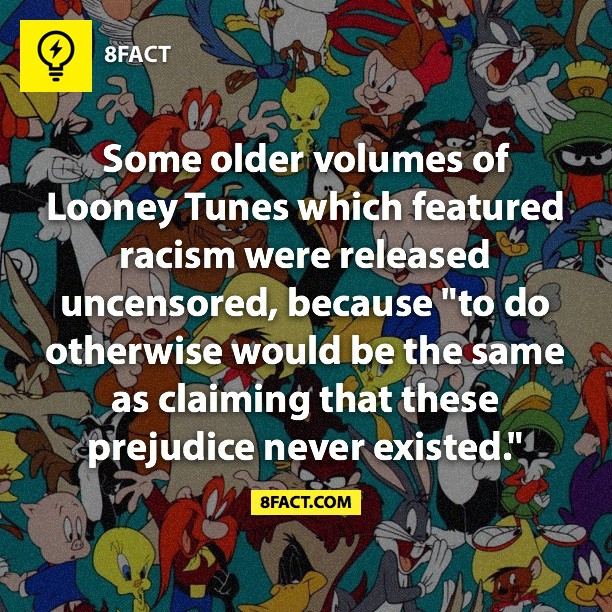 8FACT
Some older volumes of
Looney Tunes which featured
racism were released
uncensored, because "to do
otherwise would be the same
as claiming that these
prejudice never existed."
8FACT.COM